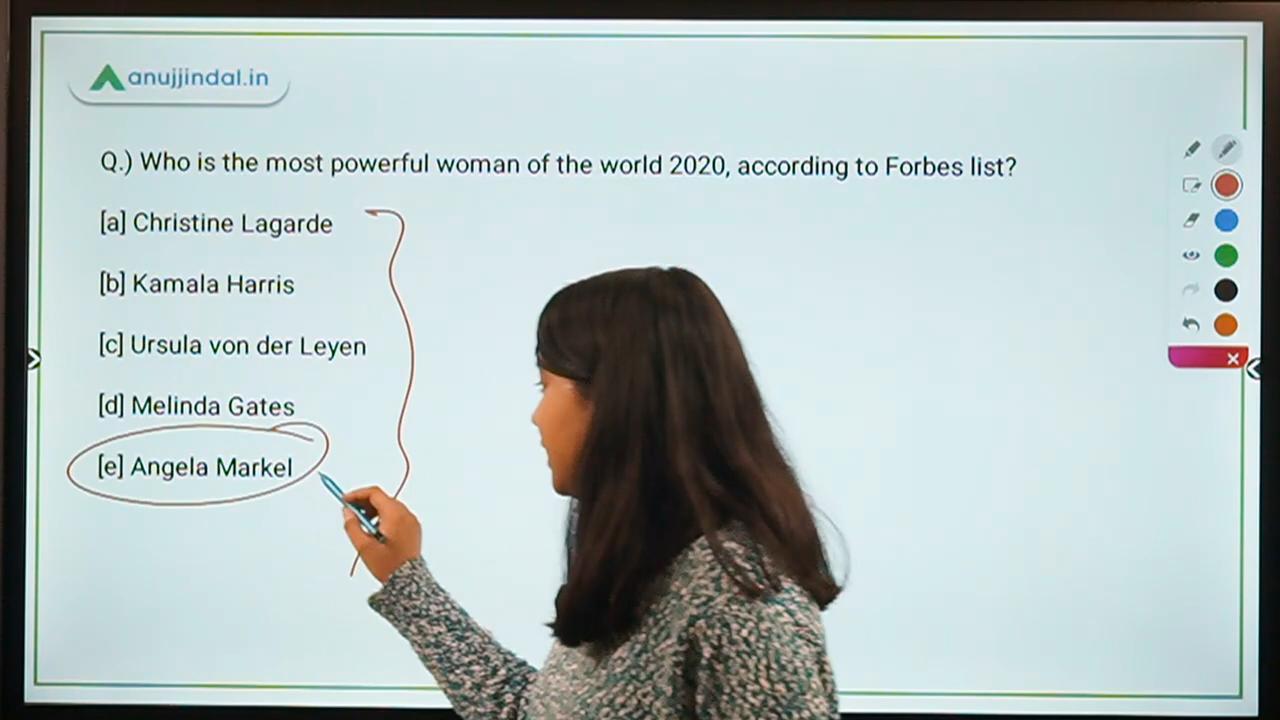 anujjindal.in
Q.) Who is the most powerful woman of the world 2020, according to Forbes list?
[a] Christine Lagarde
[b] Kamala Harris
[c] Ursula von der Leyen
[d] Melinda Gates
[e] Angela Markel